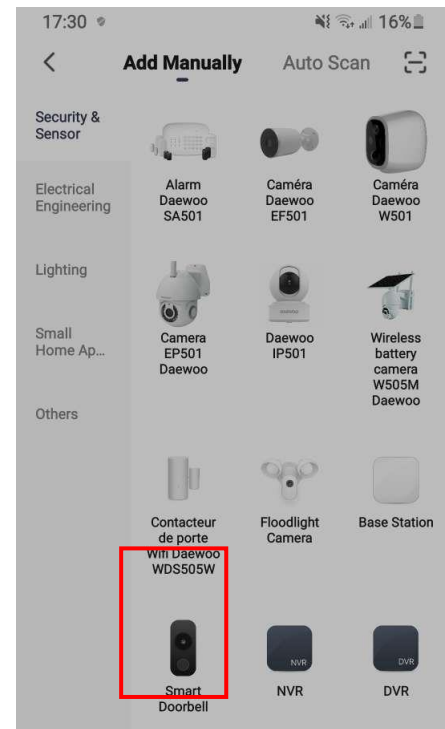 17:30 16%
Add Manually Auto Scan
Security &
Sensor
Electrical
Engineering
Lighting
Small
Home Ap...
Others
Alarm
Daewoo
SA501
Caméra
Daewoo
EF501
Caméra
Daewoo
W501
Camera
EP501
Daewoo
Daewoo
IP501
Wireless
battery
camera
W505M
Daewoo
Contacteur
de porte
Wifi Daewoo
WDS505W
Floodlight
Camera
Base Station
Smart
Doorbell
NVR
NVR
DVR
DVR